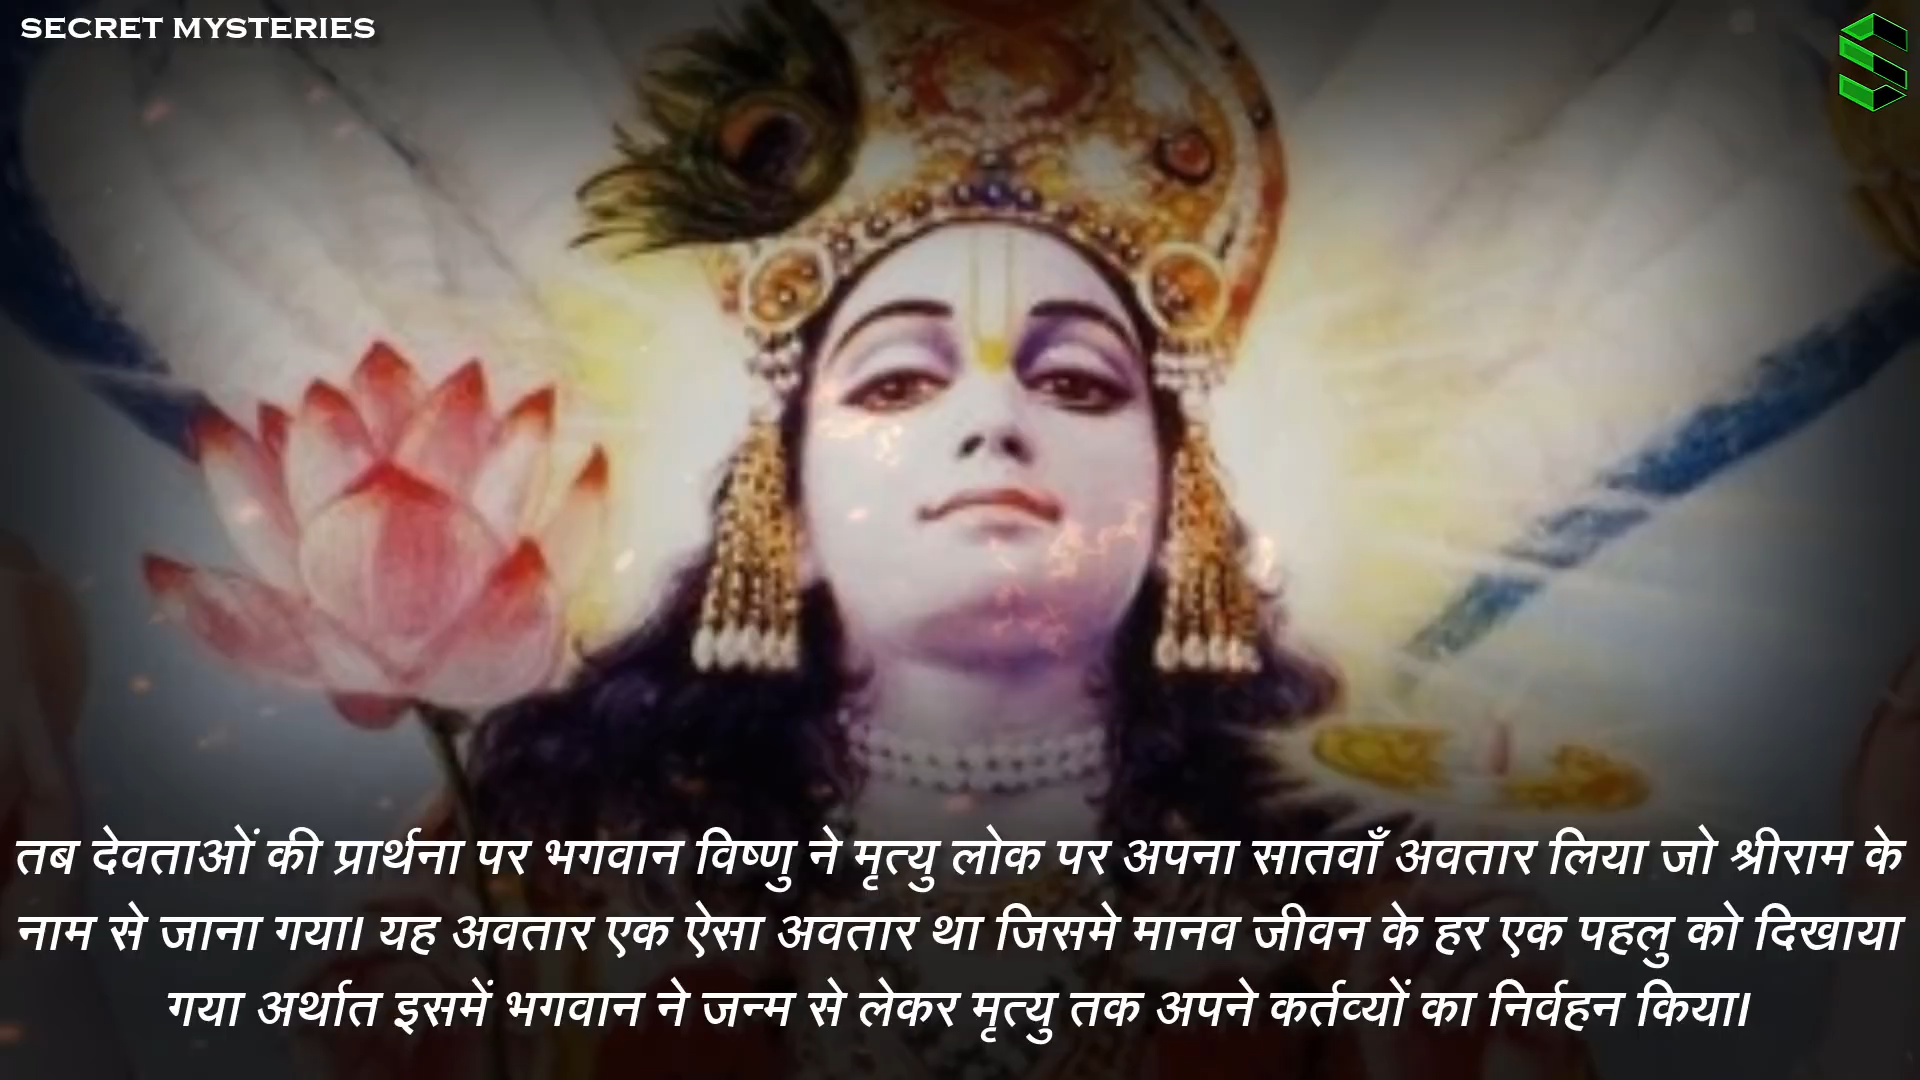 SECRET MYSTERIES
तब देवताओं की प्रार्थना पर भगवान विष्णु ने मृत्यु लोक पर अपना सातवाँ अवतार लिया जो श्रीराम के
नाम से जाना गया। यह अवतार एक ऐसा अवतार था जिसमे मानव जीवन के हर एक पहलु को दिखाया
गया अर्थात इसमें भगवान ने जन्म से लेकर मृत्यु तक अपने कर्तव्यों का निर्वहन किया।